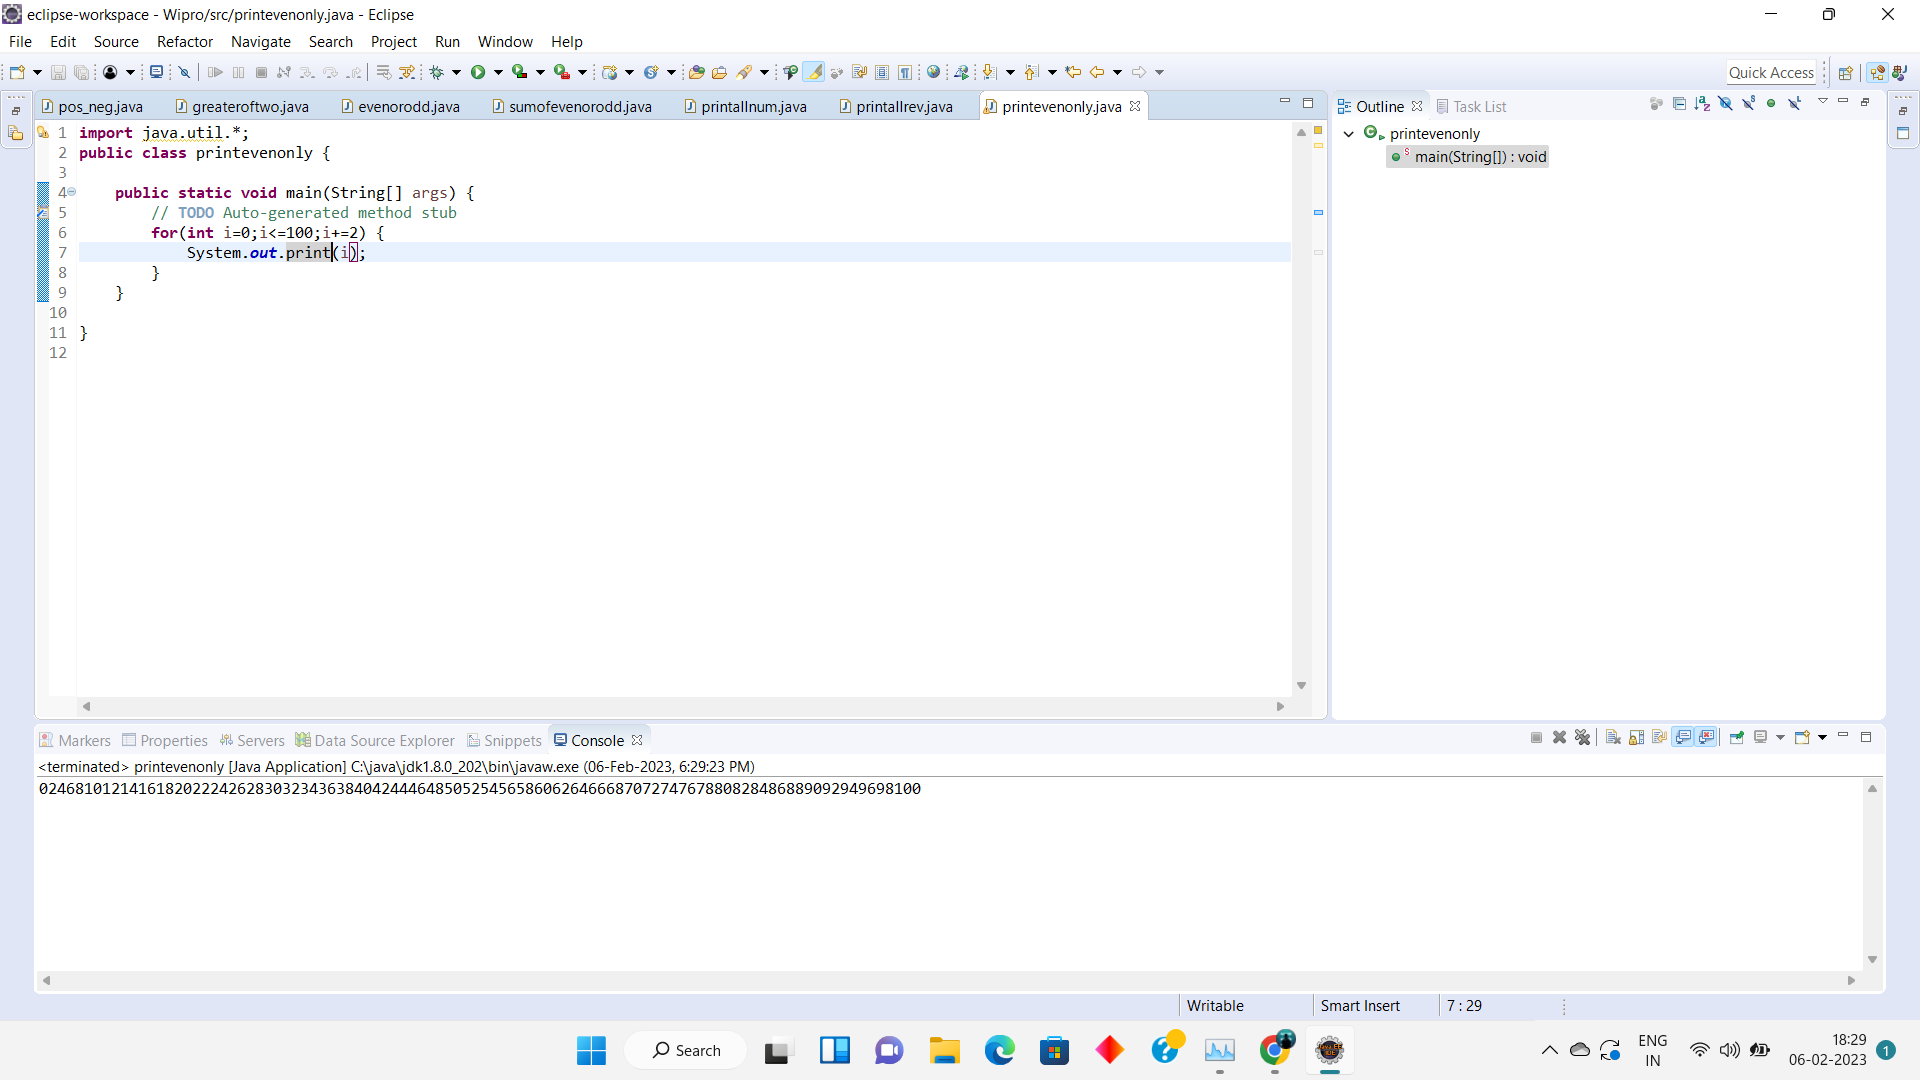 eclipse-workspace - Wipro/src/printevenonly.java - Eclipse
File Edit Source Refactor Navigate Search Project Run Window Help
Quick Access
pos_neg.java greateroftwo.java evenorodd.java sumofevenorodd.java printallnum.java printallrev.java printevenonly.java
Outline Task List
1 import java.util.*;
2 public class printevenonly {
3
4 public static void main(String[] args) {
5 // TODO Auto-generated method stub
6 for(int i=0;i<=100;i+=2) {
7 System.out.print(i);
8 }
9 }
10
11 }
12
printevenonly
main(String[]) : void
Markers Properties Servers Data Source Explorer Snippets Console
<terminated> printevenonly [Java Application] C:\java\jdk1.8.0_202\bin\javaw.exe (06-Feb-2023, 6:29:23 PM)
02468101214161820222426283032343638404244464850525456586062646668707274767880828486889092949698100
Writable Smart Insert 7 : 29
Search
ENG
IN
18:29
06-02-2023
1